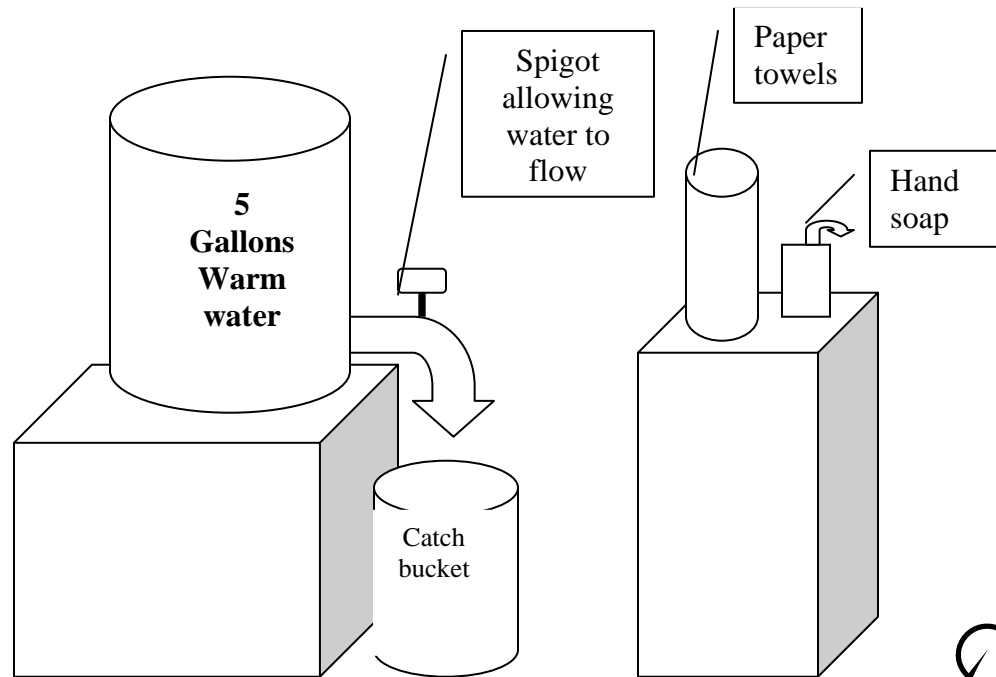 5
Gallons
Warm
water
Spigot
allowing
water to
flow
Catch
bucket
Paper
towels
Hand
soap